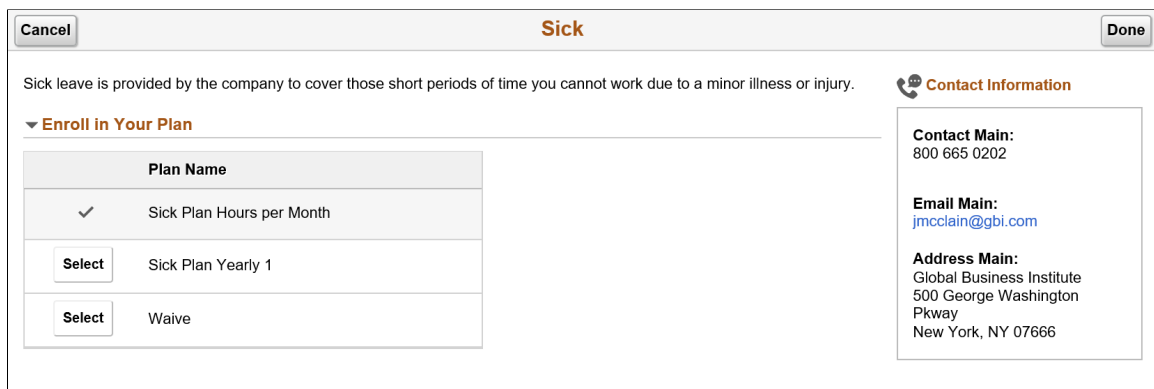 Cancel
Sick
Done
Sick leave is provided by the company to cover those short periods of time you cannot work due to a minor illness or injury.
Enroll in Your Plan
Plan Name
Sick Plan Hours per Month
Select Sick Plan Yearly 1
Select Waive
Contact Information
Contact Main:
800 665 0202
Email Main:
jmcclain@gbi.com
Address Main:
Global Business Institute
500 George Washington
Pkway
New York, NY 07666